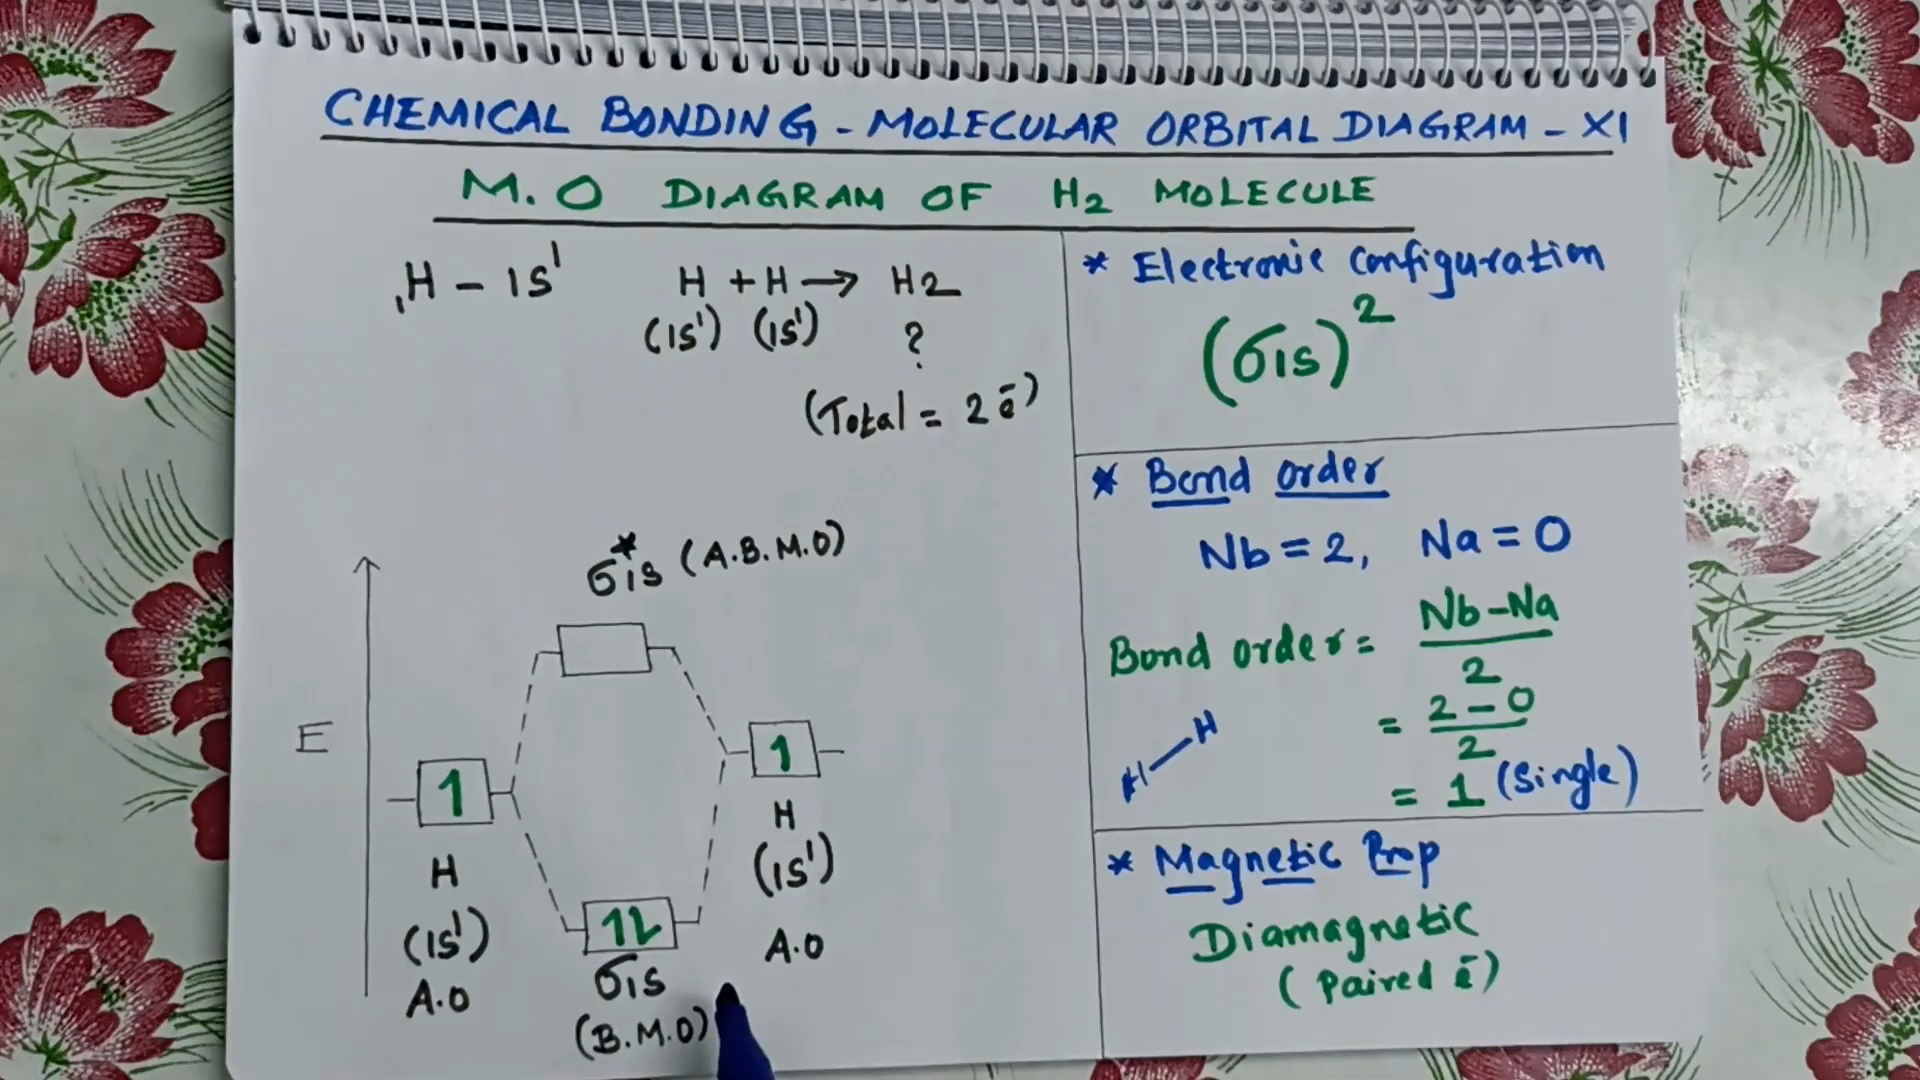 CHEMICAL BONDING - MOLECULAR ORBITAL DIAGRAM - XI
M.O DIAGRAM OF H2 MOLECULE
₁H - 1s¹
H + H → H2
(1s¹) (1s¹) ?
(Total = 2ē)
σ*1s (A.B.M.O)
E
1
1
H
(1s¹)
A.O
H
(1s¹)
A.O
1⇂
σ1s
(B.M.O)
* Electronic Configuration
(σ1s)²
* Bond order
Nb = 2, Na = 0
Bond order = Nb-Na
2
= 2-0
2
= 1 (Single)
H-H
* Magnetic Prop
Diamagnetic
(Paired ē)